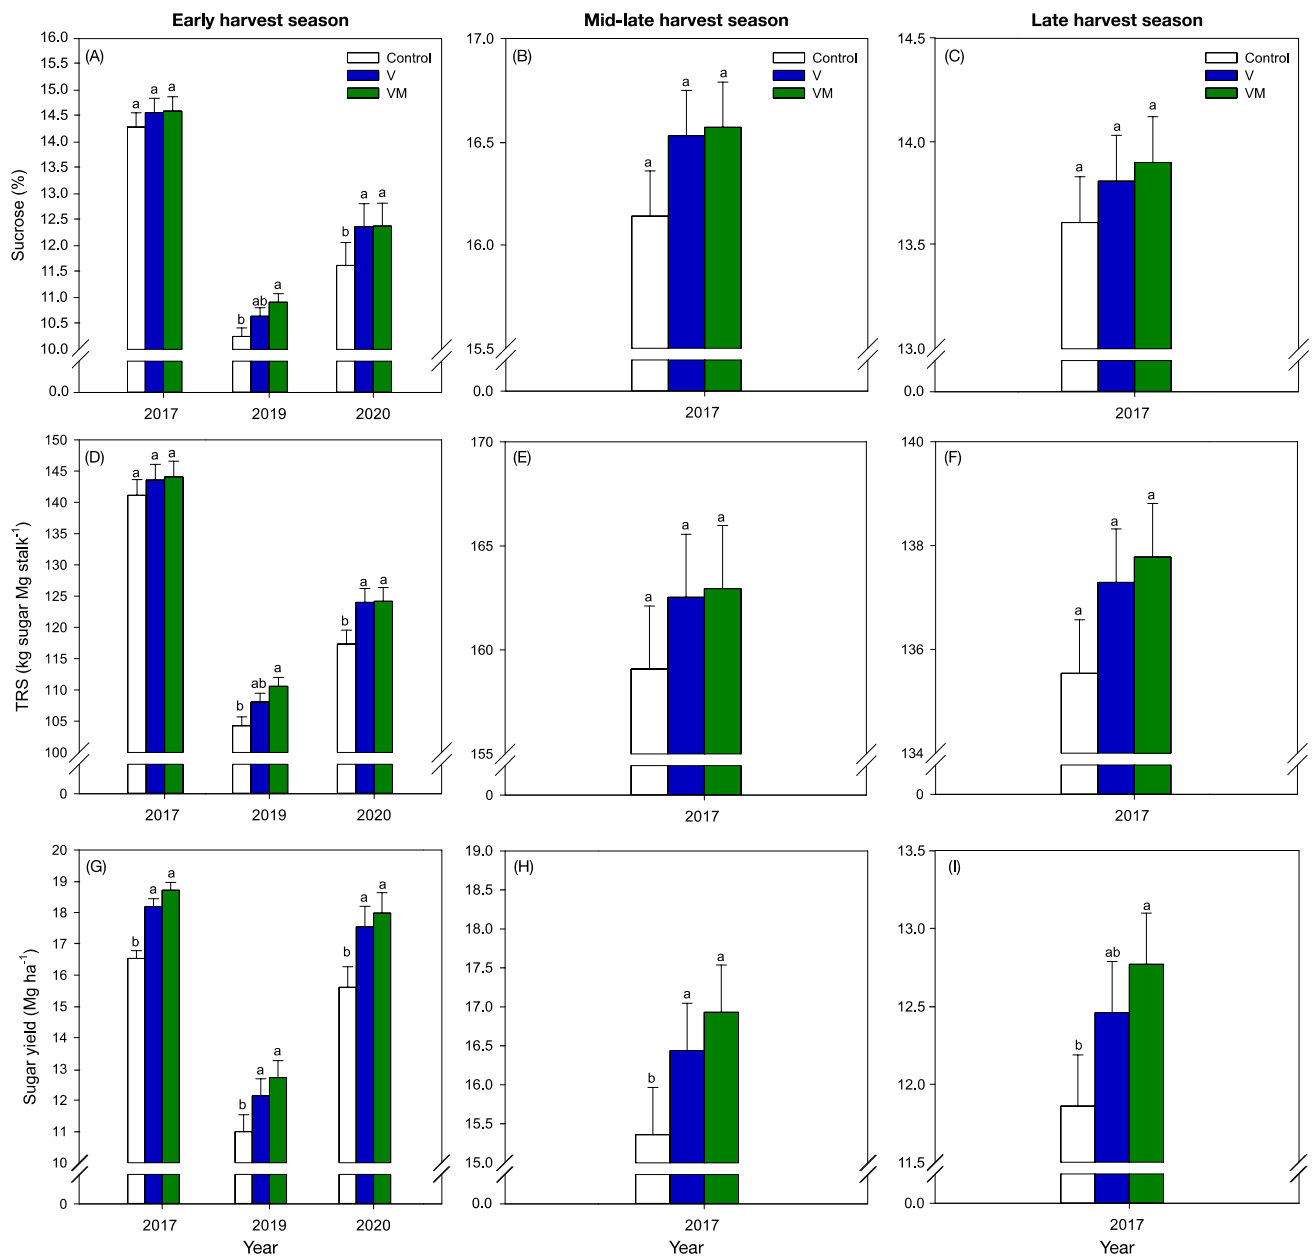 Early harvest season
Mid-late harvest season
Late harvest season
(A)
Control
V
VM
16.0
15.5
15.0
14.5
14.0
13.5
13.0
12.5
12.0
11.5
11.0
10.5
10.0
0.0
Sucrose (%)
a a a
b ab a
b a a
2017 2019 2020
(B)
Control
V
VM
17.0
16.5
16.0
15.5
0.0
a a a
2017
(C)
Control
V
VM
14.5
14.0
13.5
13.0
0.0
a a a
2017
(D)
150
145
140
135
130
125
120
115
110
105
100
0
TRS (kg sugar Mg stalk⁻¹)
a a a
b ab a
b a a
2017 2019 2020
(E)
170
165
160
155
0
a a a
2017
(F)
140
138
136
134
0
a a a
2017
(G)
20
19
18
17
16
15
14
13
12
11
10
0
Sugar yield (Mg ha⁻¹)
b a a
b a a
b a a
2017 2019 2020
Year
(H)
19.0
18.5
18.0
17.5
17.0
16.5
16.0
15.5
15.0
0.0
b a a
2017
Year
(I)
13.5
13.0
12.5
12.0
11.5
0.0
b ab a
2017
Year